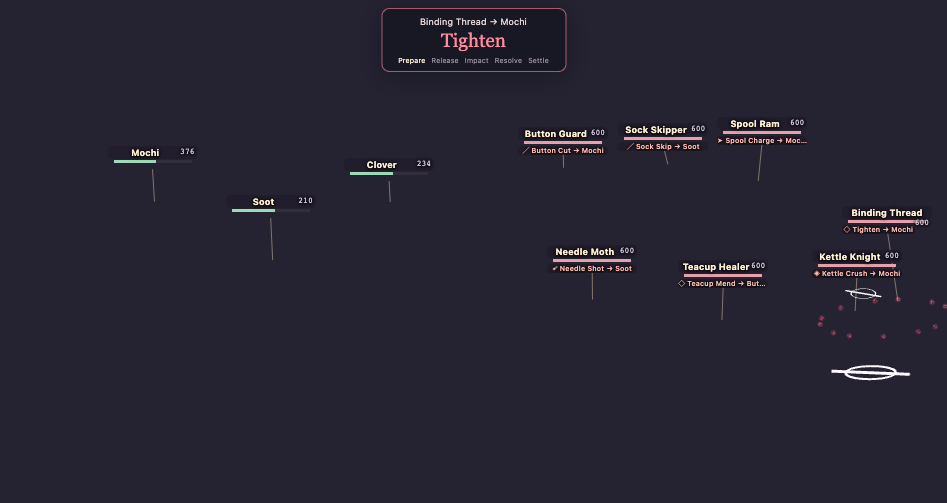 Binding Thread → Mochi
Tighten
Prepare Release Impact Resolve Settle
Mochi 376
Soot 210
Clover 234
Button Guard 600
Button Cut → Mochi
Sock Skipper 600
Sock Skip → Soot
Spool Ram 600
Spool Charge → Moc...
Binding Thread
600
Tighten → Mochi
Needle Moth 600
Needle Shot → Soot
Teacup Healer 600
Teacup Mend → But...
Kettle Knight 600
Kettle Crush → Mochi